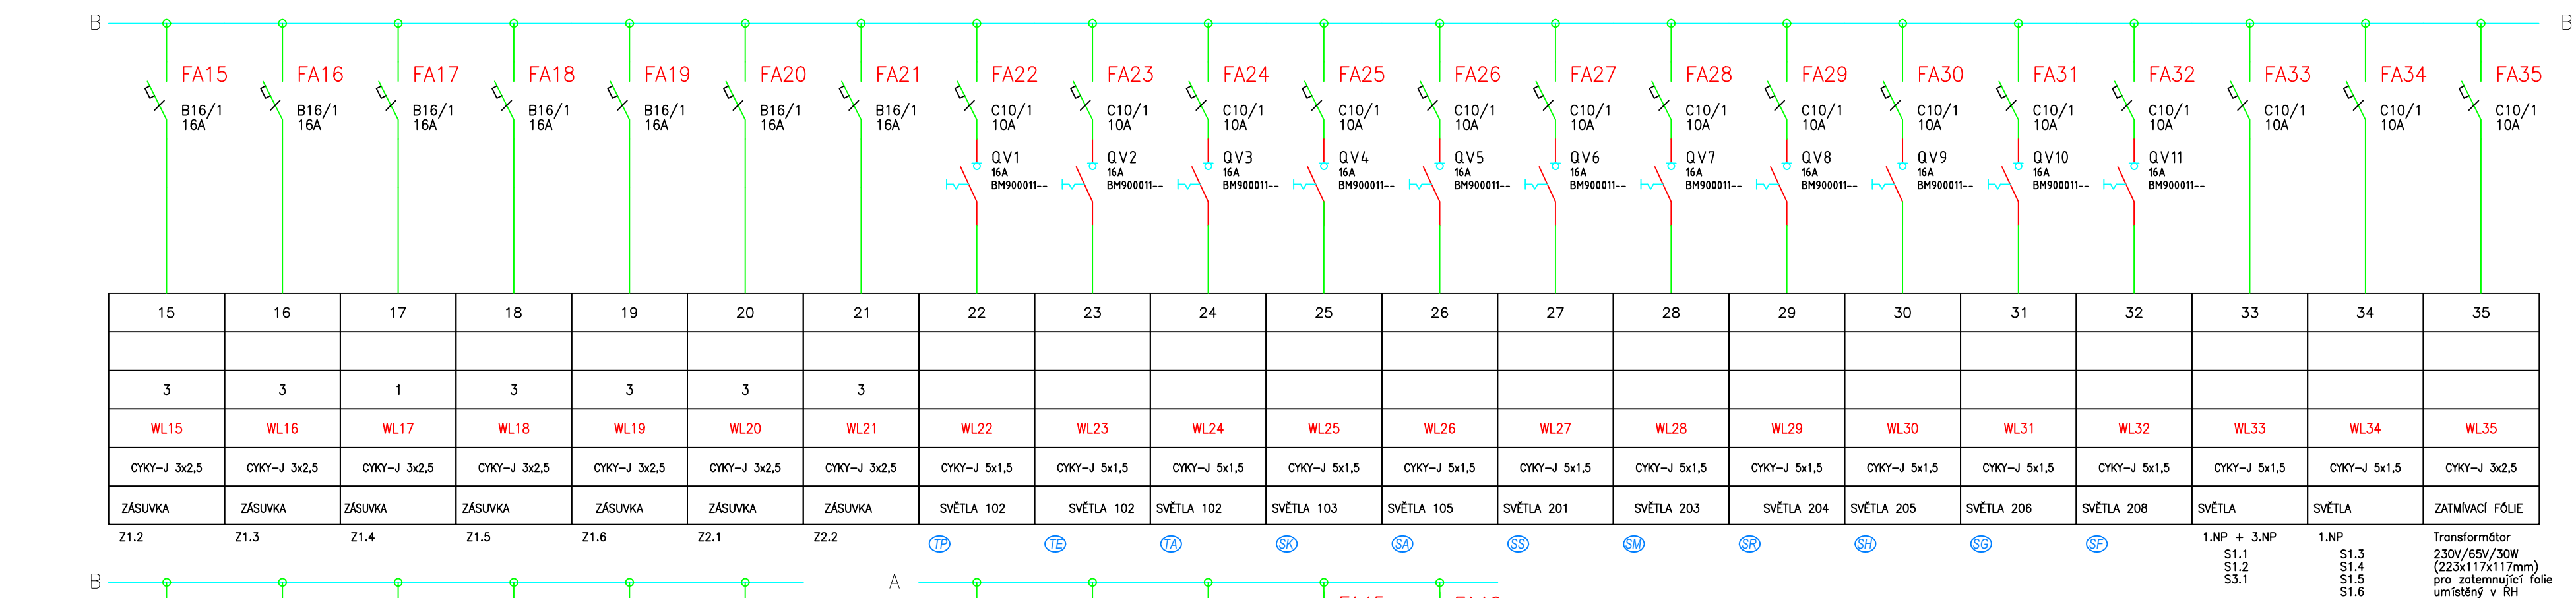 B B
FA15 FA16 FA17 FA18 FA19 FA20 FA21 FA22 FA23 FA24 FA25 FA26 FA27 FA28 FA29 FA30 FA31 FA32 FA33 FA34 FA35
B16/1 B16/1 B16/1 B16/1 B16/1 B16/1 B16/1 C10/1 C10/1 C10/1 C10/1 C10/1 C10/1 C10/1 C10/1 C10/1 C10/1 C10/1 C10/1 C10/1 C10/1
16A 16A 16A 16A 16A 16A 16A 10A 10A 10A 10A 10A 10A 10A 10A 10A 10A 10A 10A 10A 10A
QV1 QV2 QV3 QV4 QV5 QV6 QV7 QV8 QV9 QV10 QV11
16A 16A 16A 16A 16A 16A 16A 16A 16A 16A 16A
BM900011-- BM900011-- BM900011-- BM900011-- BM900011-- BM900011-- BM900011-- BM900011-- BM900011-- BM900011-- BM900011--
15 16 17 18 19 20 21 22 23 24 25 26 27 28 29 30 31 32 33 34 35
3 3 1 3 3 3 3
WL15 WL16 WL17 WL18 WL19 WL20 WL21 WL22 WL23 WL24 WL25 WL26 WL27 WL28 WL29 WL30 WL31 WL32 WL33 WL34 WL35
CYKY-J 3x2,5 CYKY-J 3x2,5 CYKY-J 3x2,5 CYKY-J 3x2,5 CYKY-J 3x2,5 CYKY-J 3x2,5 CYKY-J 3x2,5 CYKY-J 5x1,5 CYKY-J 5x1,5 CYKY-J 5x1,5 CYKY-J 5x1,5 CYKY-J 5x1,5 CYKY-J 5x1,5 CYKY-J 5x1,5 CYKY-J 5x1,5 CYKY-J 5x1,5 CYKY-J 5x1,5 CYKY-J 5x1,5 CYKY-J 5x1,5 CYKY-J 5x1,5 CYKY-J 3x2,5
ZÁSUVKA ZÁSUVKA ZÁSUVKA ZÁSUVKA ZÁSUVKA ZÁSUVKA ZÁSUVKA SVĚTLA 102 SVĚTLA 102 SVĚTLA 102 SVĚTLA 103 SVĚTLA 105 SVĚTLA 201 SVĚTLA 203 SVĚTLA 204 SVĚTLA 205 SVĚTLA 206 SVĚTLA 208 SVĚTLA SVĚTLA ZATMÍVACÍ FÓLIE
Z1.2 Z1.3 Z1.4 Z1.5 Z1.6 Z2.1 Z2.2 TP TE TA SK SA SS SM SR SH SG SF 1.NP + 3.NP 1.NP Transformátor
S1.1 S1.3 230V/65V/30W
S1.2 S1.4 (223x117x117mm)
S3.1 S1.5 pro zatemnující folie
S1.6 umístěný v RH
B A